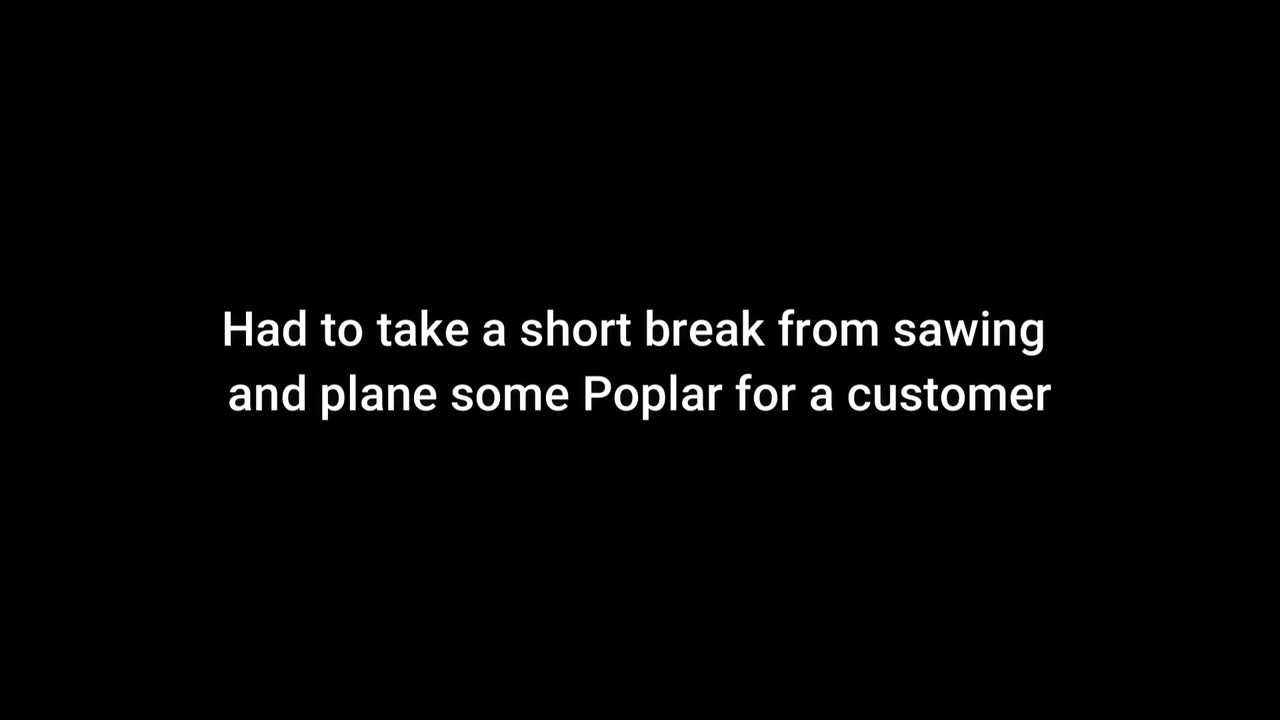 Had to take a short break from sawing
and plane some Poplar for a customer